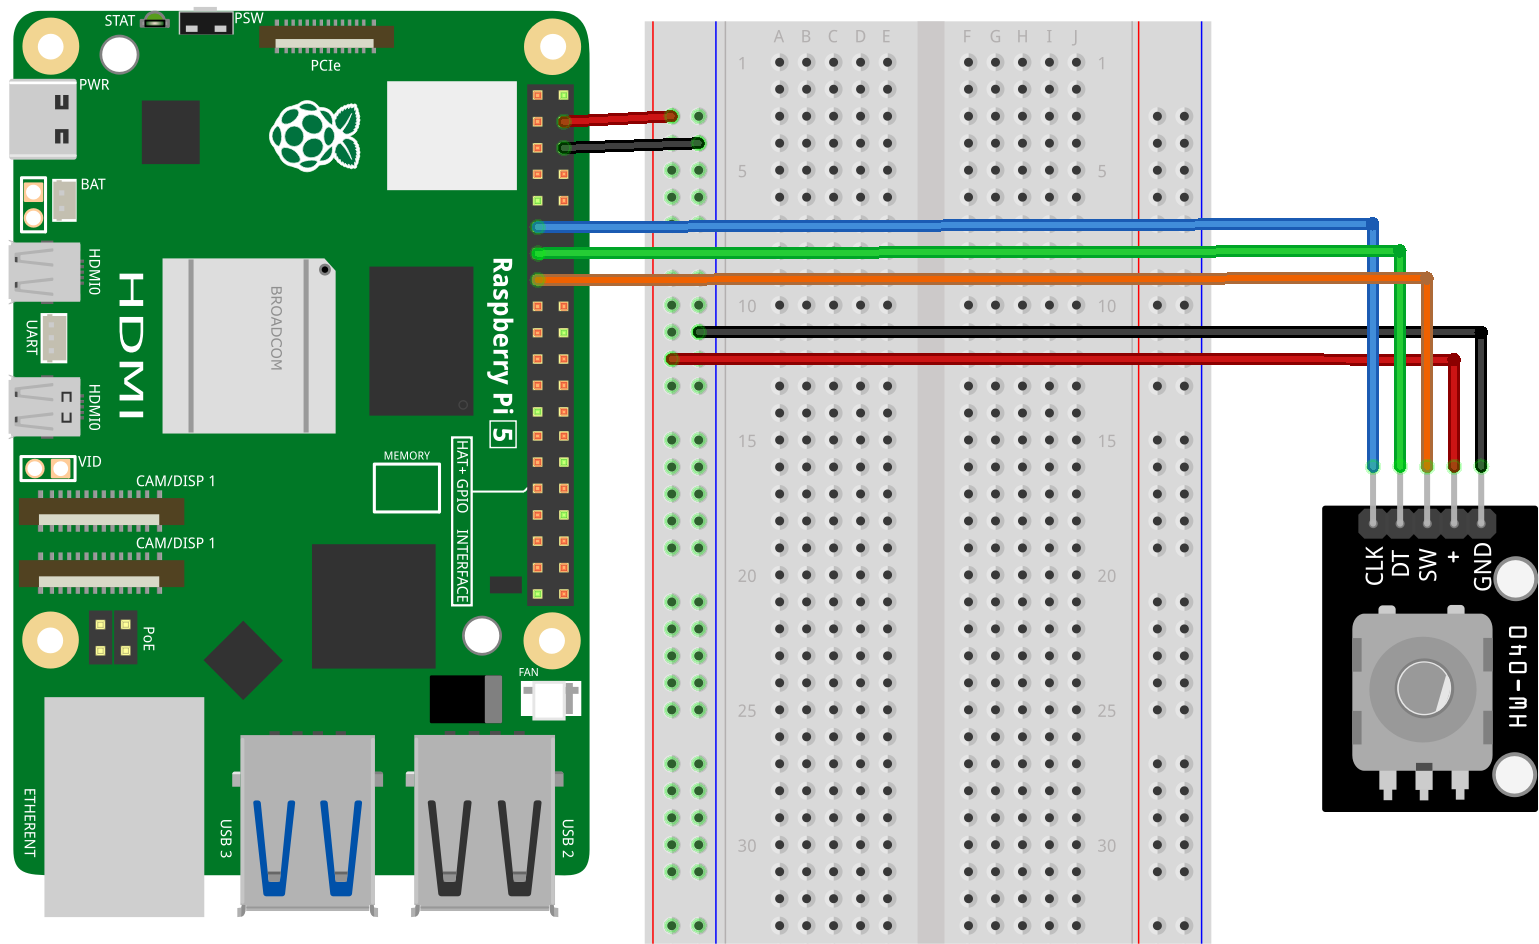 STAT
PSW
PCIe
PWR
BAT
HDMI0
HDMI
BROADCOM
Raspberry Pi 5
UART
HDMI0
VID
MEMORY
HAT+ GPIO INTERFACE
CAM/DISP 1
CAM/DISP 1
PoE
FAN
ETHERENT
USB 3
USB 2
A B C D E F G H I J
1 1
5 5
10 10
15 15
20 20
25 25
30 30
CLK
DT
SW
+
GND
HW-040